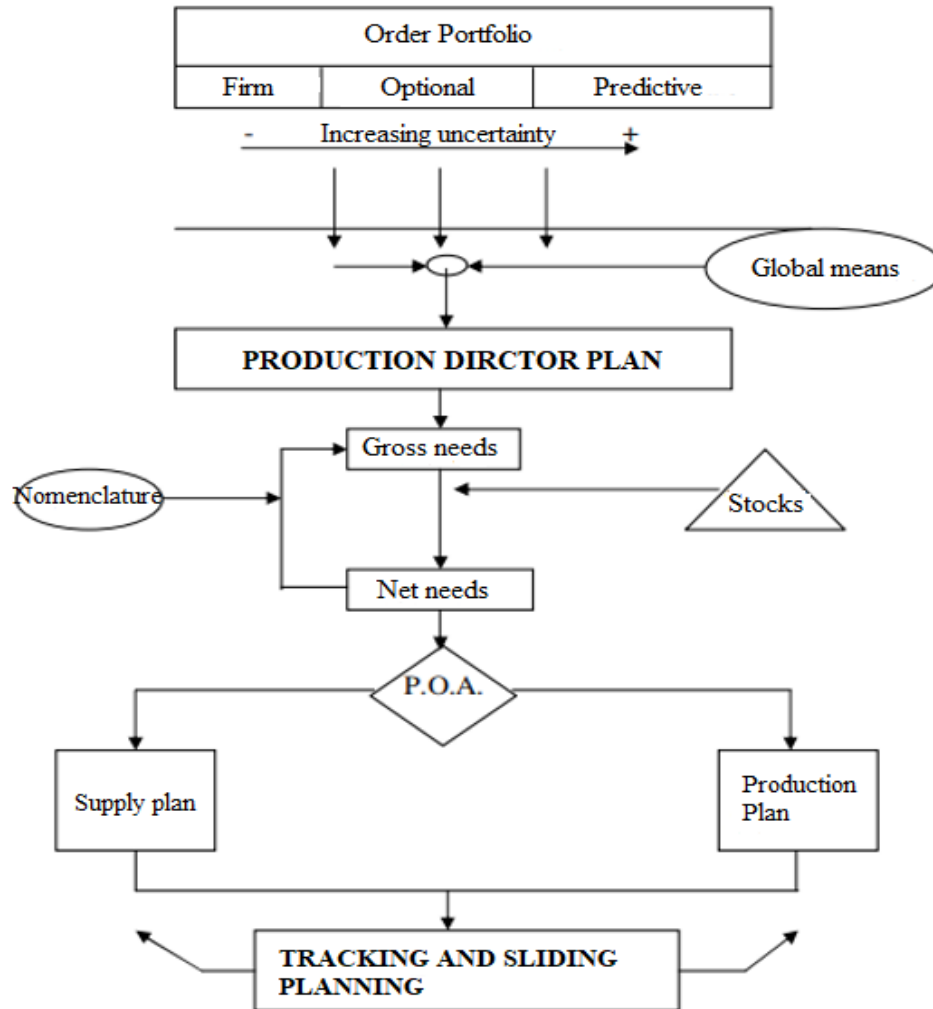 Order Portfolio
Firm Optional Predictive
- Increasing uncertainty +
Global means
PRODUCTION DIRCTOR PLAN
Gross needs
Nomenclature
Stocks
Net needs
P.O.A.
Supply plan
Production
Plan
TRACKING AND SLIDING
PLANNING